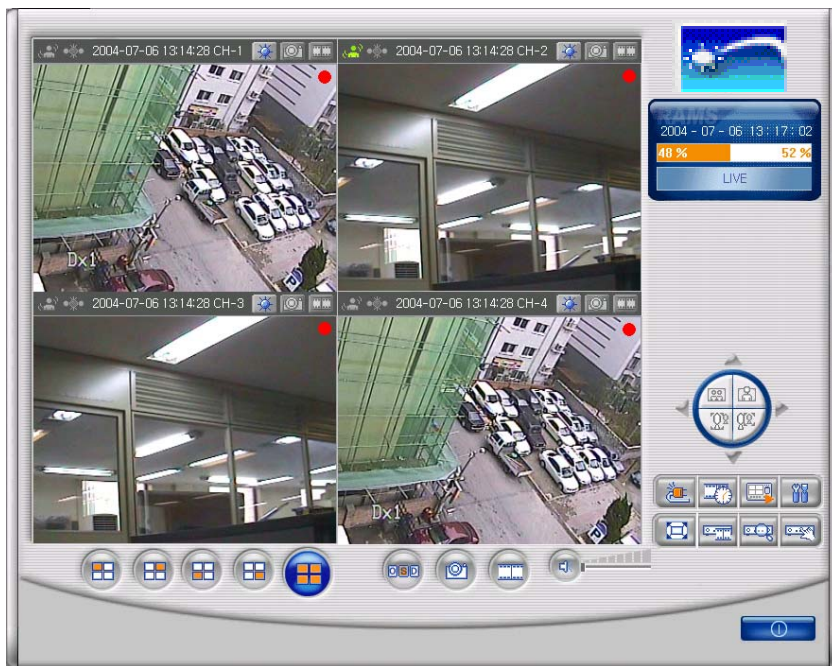 2004-07-06 13:14:28 CH-1
2004-07-06 13:14:28 CH-2
Dx1
2004-07-06 13:14:28 CH-3
2004-07-06 13:14:28 CH-4
Dx1
RAMS
2004 - 07 - 06 13:17:02
48 % 52 %
LIVE
OSD